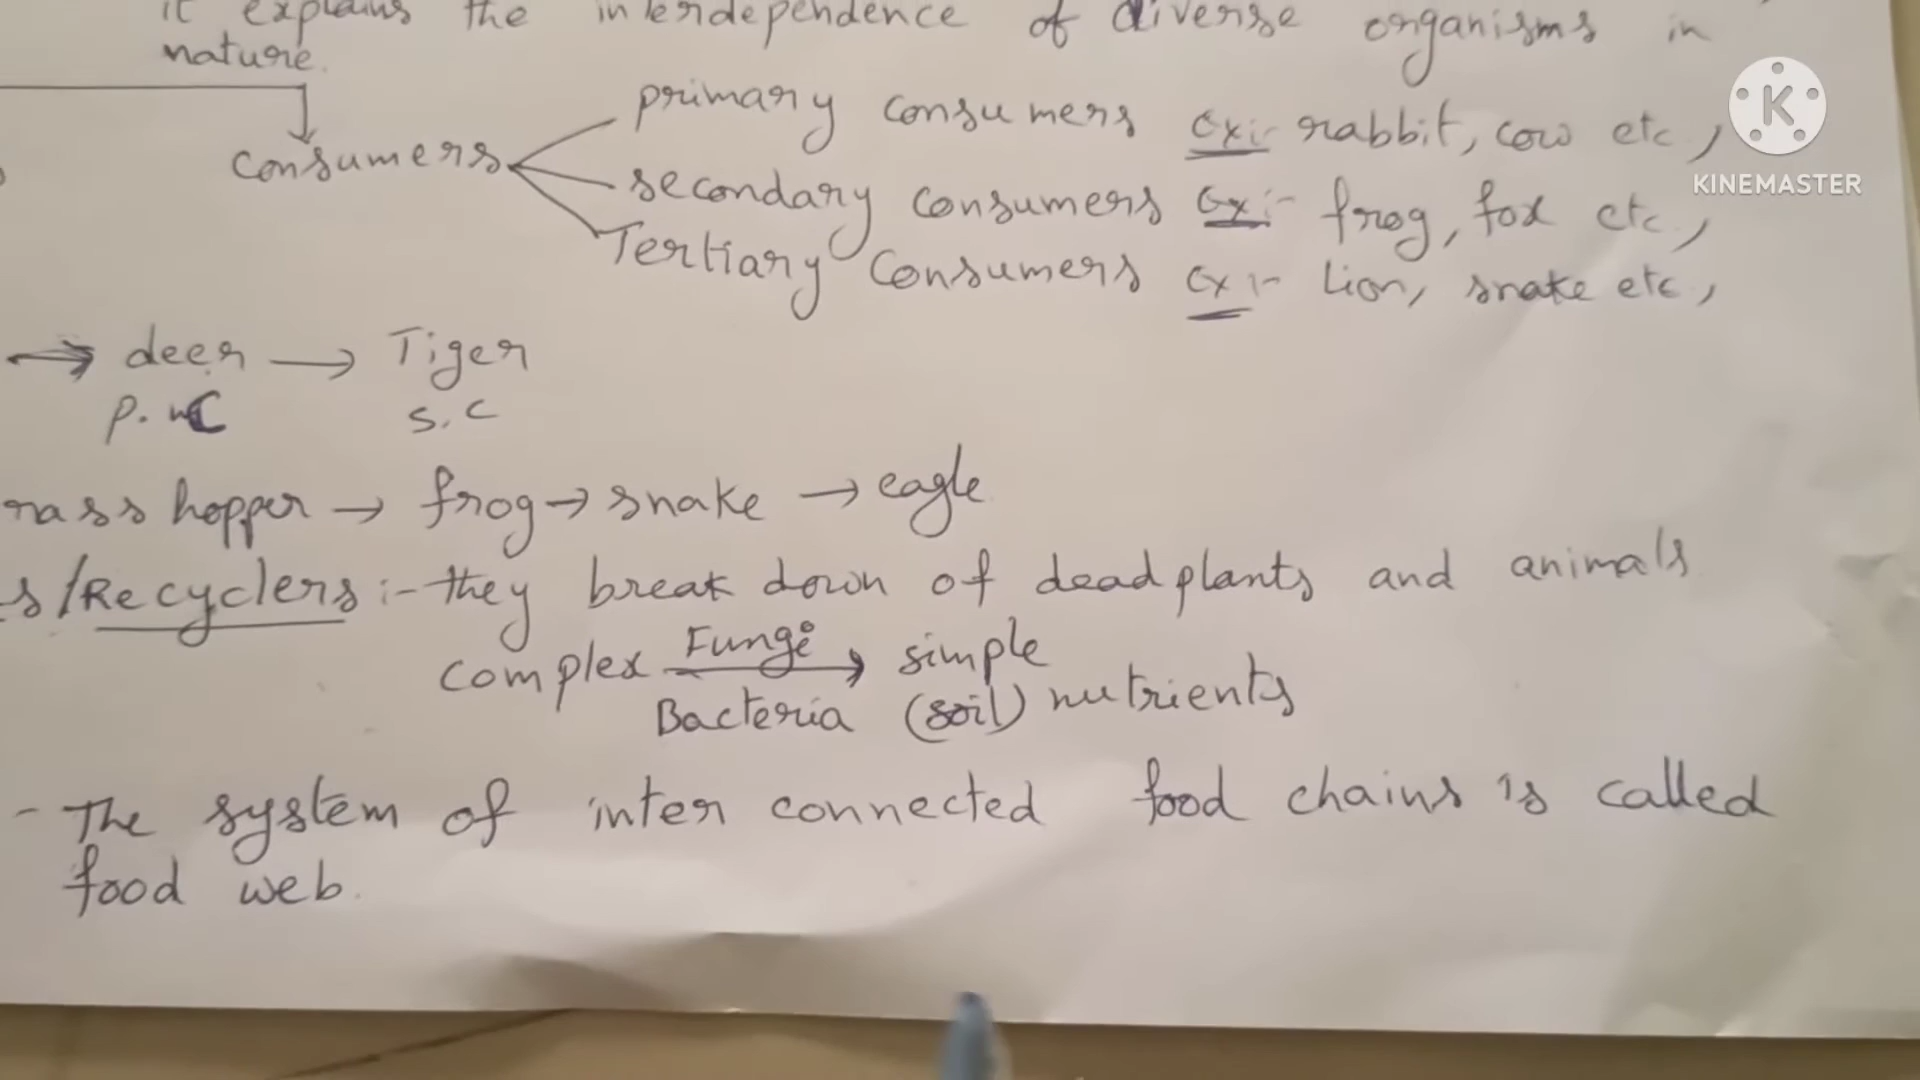 it explains the interdependence of diverse organisms in
nature.
primary consumers Ex:- rabbit, cow etc,
Consumers
secondary consumers Ex:- frog, fox etc,
Tertiary Consumers Ex:- Lion, snake etc,
→ deer → Tiger
P. C S.C
rass hopper → frog → snake → eagle
s/Recyclers :- they break down of dead plants and animals
complex Fungi → simple
Bacteria (soil) nutrients
- The system of inter connected food chains is called
food web.
K
KINEMASTER